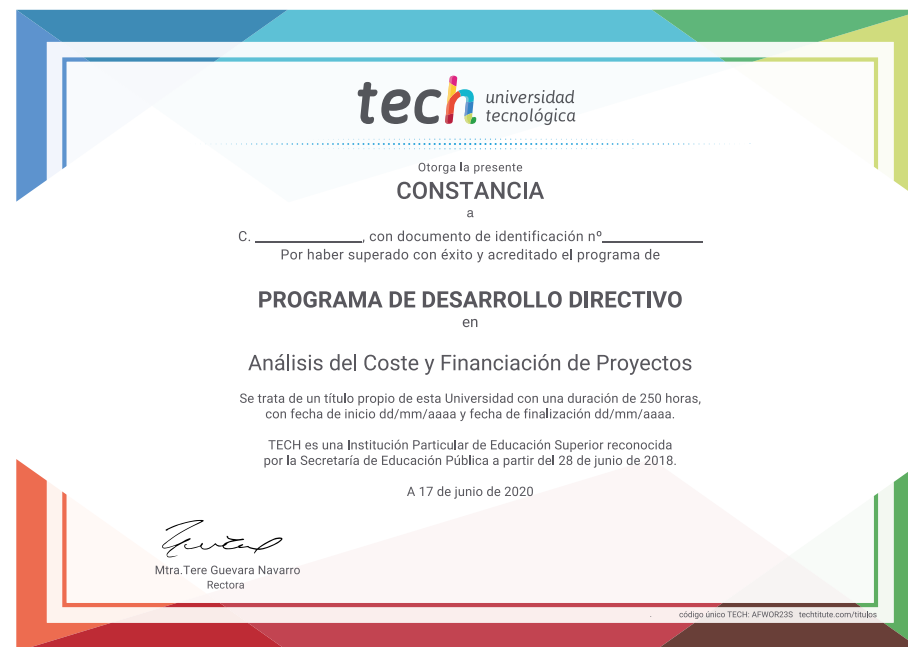 tech universidad
tecnológica
Otorga la presente
CONSTANCIA
a
C. ______________, con documento de identificación nº_____________
Por haber superado con éxito y acreditado el programa de
PROGRAMA DE DESARROLLO DIRECTIVO
en
Análisis del Coste y Financiación de Proyectos
Se trata de un título propio de esta Universidad con una duración de 250 horas,
con fecha de inicio dd/mm/aaaa y fecha de finalización dd/mm/aaaa.
TECH es una Institución Particular de Educación Superior reconocida
por la Secretaría de Educación Pública a partir del 28 de junio de 2018.
A 17 de junio de 2020
Mtra.Tere Guevara Navarro
Rectora
código único TECH: AFWOR23S techtitute.com/titulos